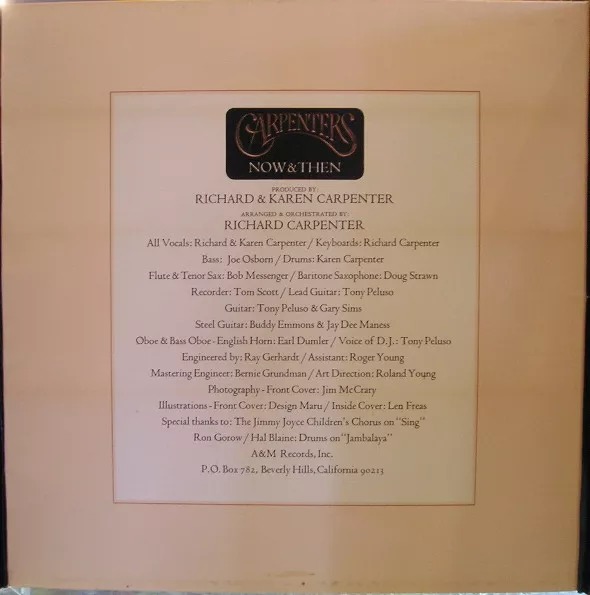 CARPENTERS
NOW & THEN
PRODUCED BY:
RICHARD & KAREN CARPENTER
ARRANGED & ORCHESTRATED BY:
RICHARD CARPENTER
All Vocals: Richard & Karen Carpenter / Keyboards: Richard Carpenter
Bass: Joe Osborn / Drums: Karen Carpenter
Flute & Tenor Sax: Bob Messenger / Baritone Saxophone: Doug Strawn
Recorder: Tom Scott / Lead Guitar: Tony Peluso
Guitar: Tony Peluso & Gary Sims
Steel Guitar: Buddy Emmons & Jay Dee Maness
Oboe & Bass Oboe - English Horn: Earl Dumler / Voice of D.J.: Tony Peluso
Engineered by: Ray Gerhardt / Assistant: Roger Young
Mastering Engineer: Bernie Grundman / Art Direction: Roland Young
Photography - Front Cover: Jim McCrary
Illustrations - Front Cover: Design Maru / Inside Cover: Len Freas
Special thanks to: The Jimmy Joyce Children's Chorus on "Sing"
Ron Gorow / Hal Blaine: Drums on "Jambalaya"
A&M Records, Inc.
P.O. Box 782, Beverly Hills, California 90213